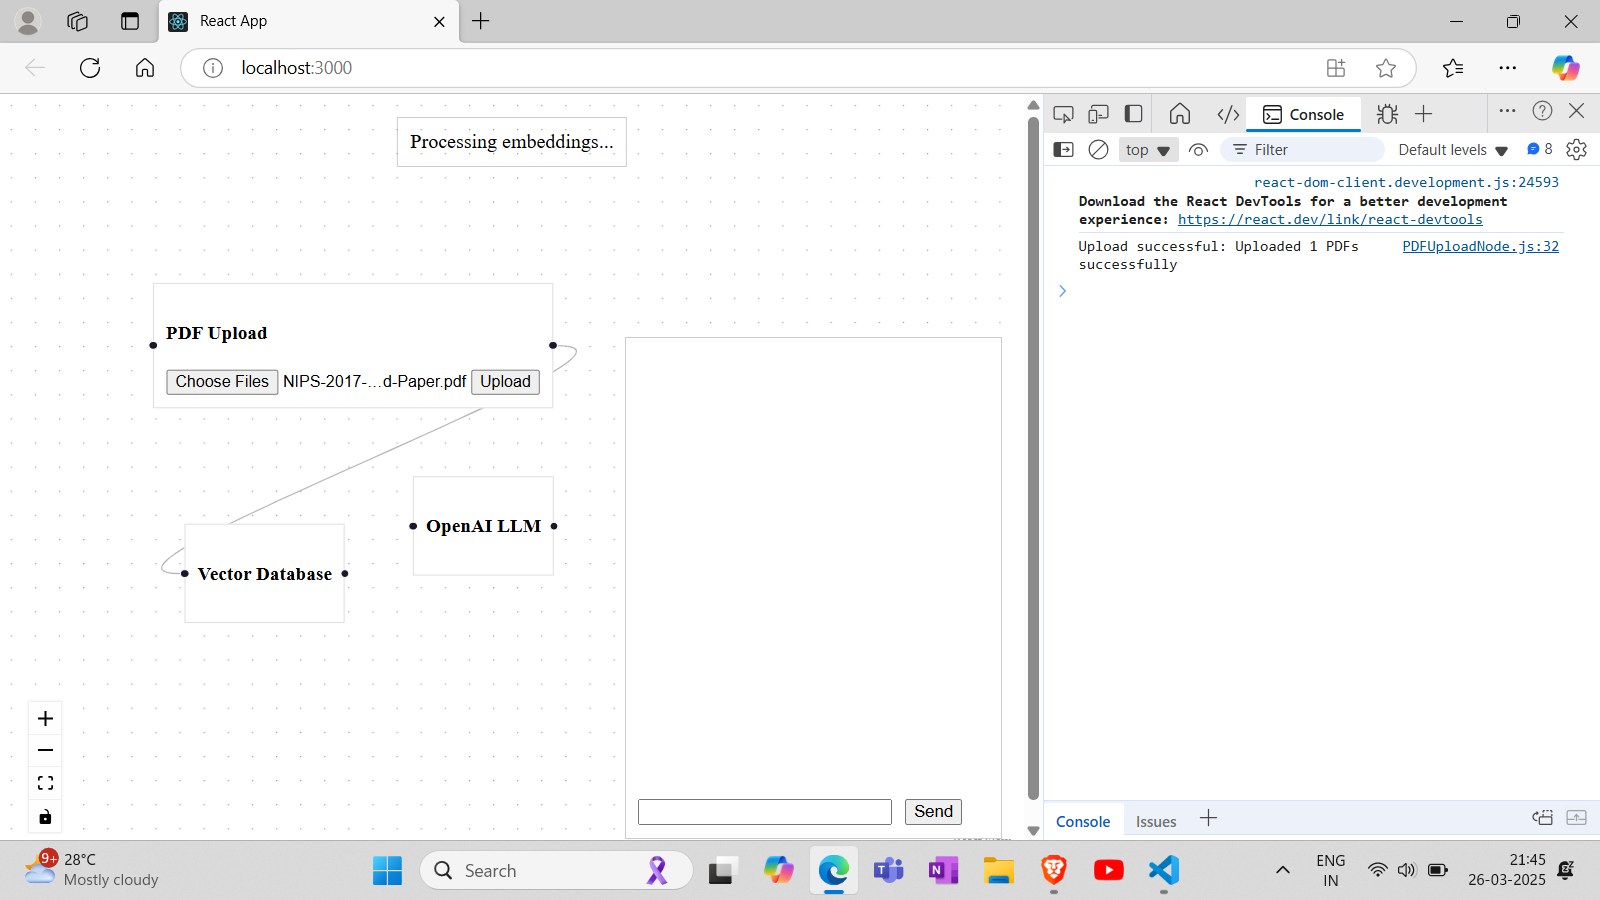 React App
localhost:3000
Processing embeddings...
PDF Upload
Choose Files NIPS-2017-...d-Paper.pdf Upload
OpenAI LLM
Vector Database
Send
Console
top
Filter
Default levels
8
react-dom-client.development.js:24593
Download the React DevTools for a better development
experience: https://react.dev/link/react-devtools
Upload successful: Uploaded 1 PDFs PDFUploadNode.js:32
successfully
Console Issues
9+
28°C
Mostly cloudy
Search
ENG
IN
21:45
26-03-2025